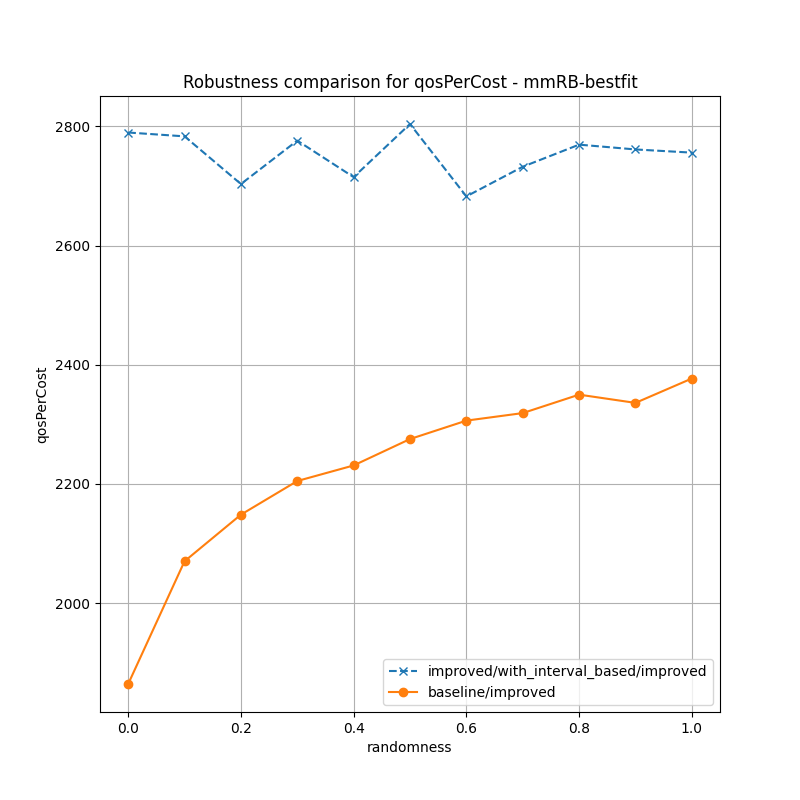 Robustness comparison for qosPerCost - mmRB-bestfit
2800
2600
2400
2200
2000
qosPerCost
0.0 0.2 0.4 0.6 0.8 1.0
randomness
improved/with_interval_based/improved
baseline/improved